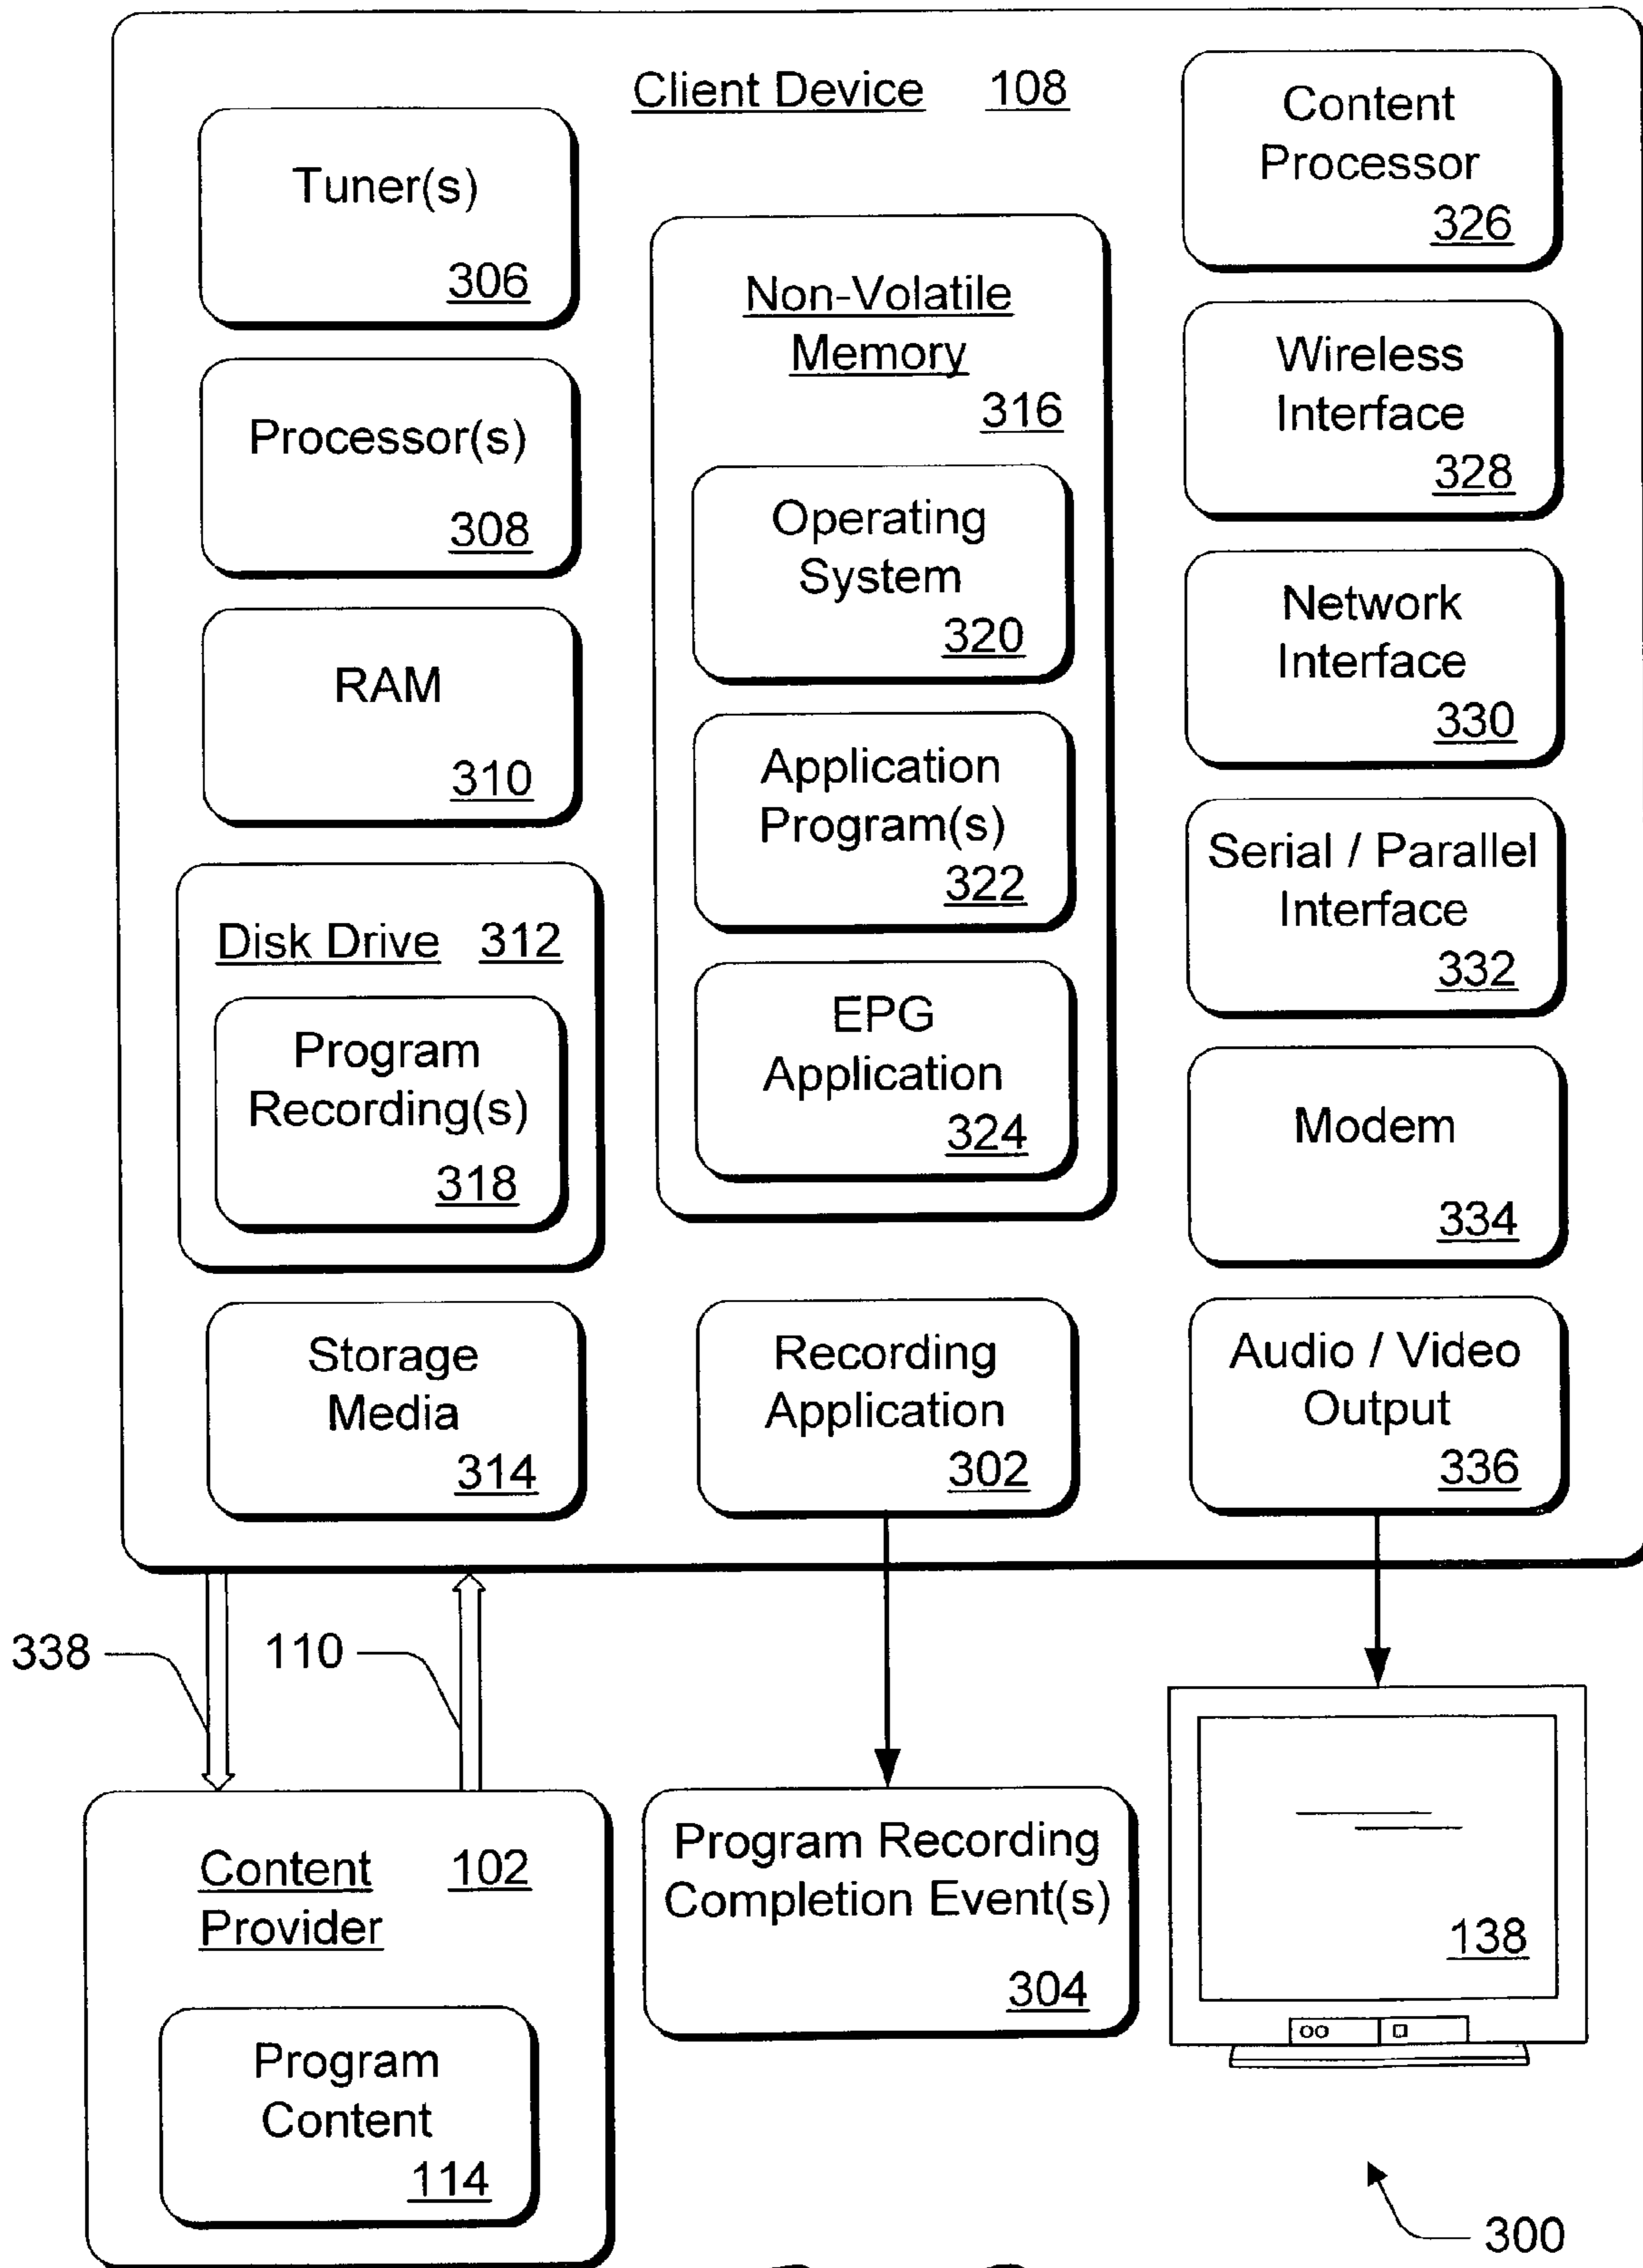 Client Device 108
Tuner(s)
306
Processor(s)
308
RAM
310
Disk Drive 312
Program
Recording(s)
318
Storage
Media
314
Non-Volatile
Memory
316
Operating
System
320
Application
Program(s)
322
EPG
Application
324
Recording
Application
302
Content
Processor
326
Wireless
Interface
328
Network
Interface
330
Serial / Parallel
Interface
332
Modem
334
Audio / Video
Output
336
338
110
Content 102
Provider
Program
Content
114
Program Recording
Completion Event(s)
304
138
300